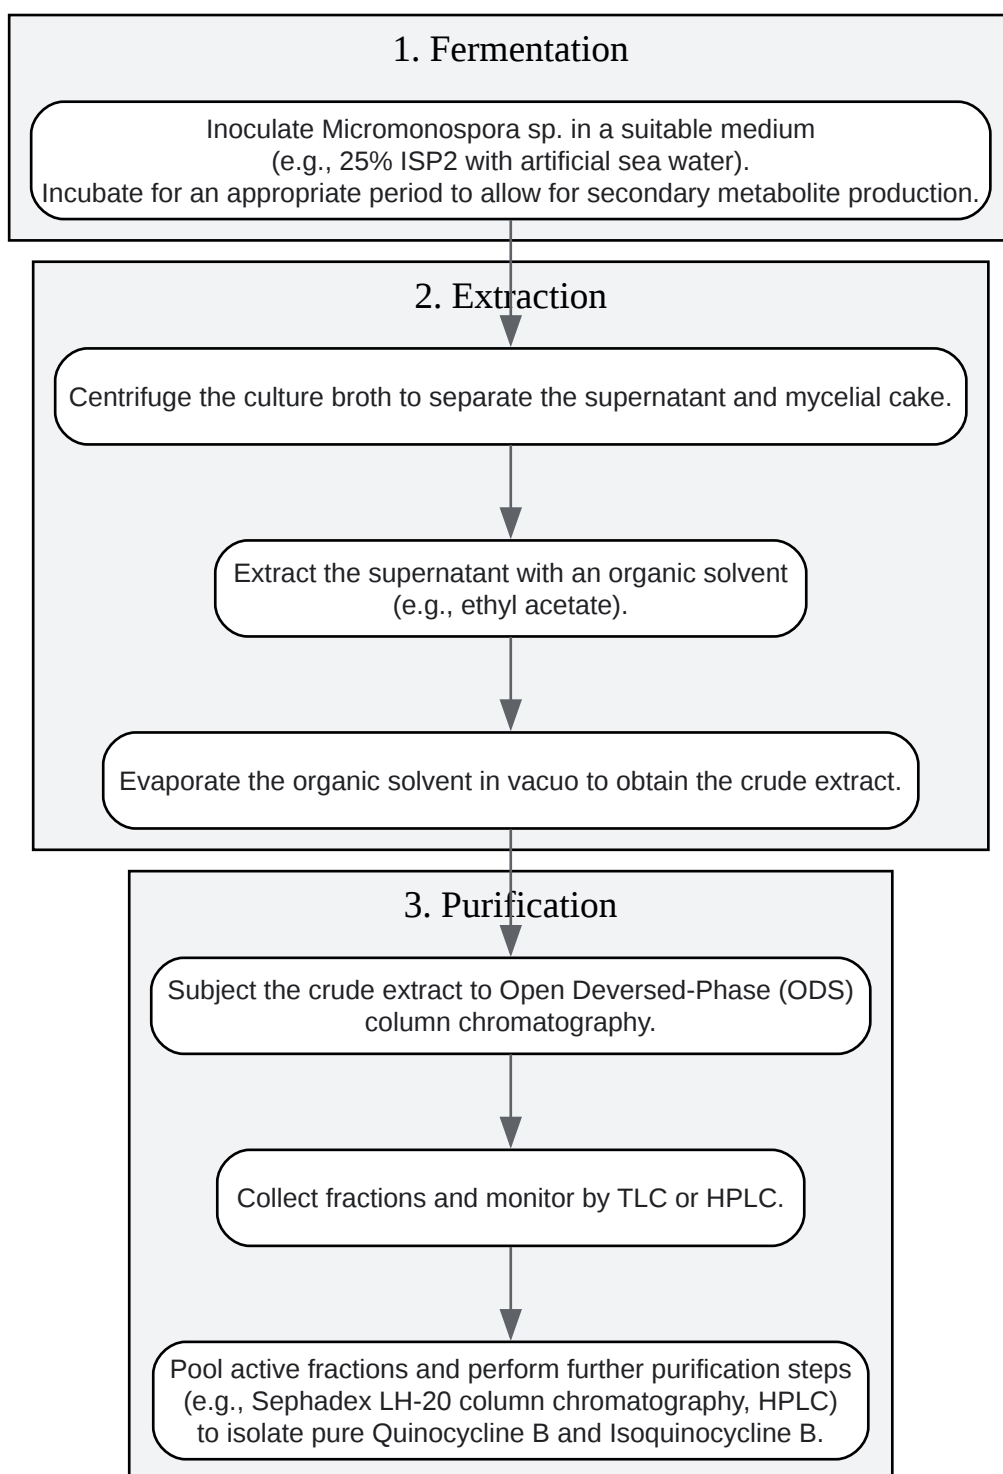 1. Fermentation
Inoculate Micromonospora sp. in a suitable medium
(e.g., 25% ISP2 with artificial sea water).
Incubate for an appropriate period to allow for secondary metabolite production.
2. Extraction
Centrifuge the culture broth to separate the supernatant and mycelial cake.
Extract the supernatant with an organic solvent
(e.g., ethyl acetate).
Evaporate the organic solvent in vacuo to obtain the crude extract.
3. Purification
Subject the crude extract to Open Deversed-Phase (ODS)
column chromatography.
Collect fractions and monitor by TLC or HPLC.
Pool active fractions and perform further purification steps
(e.g., Sephadex LH-20 column chromatography, HPLC)
to isolate pure Quinocycline B and Isoquinocycline B.